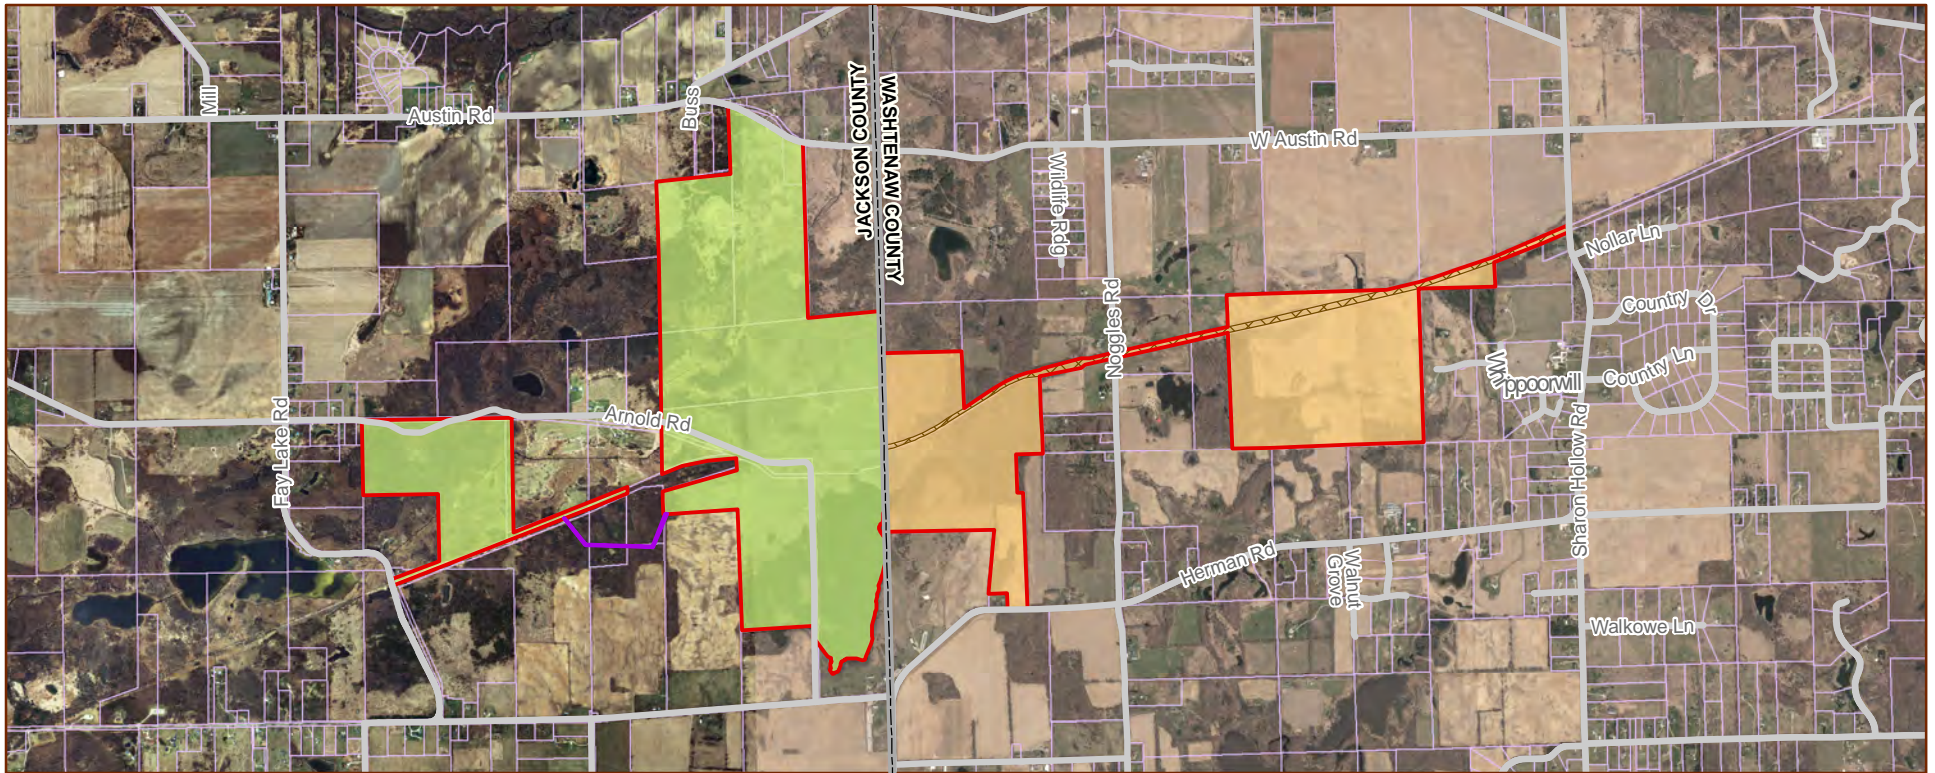 Mill
Austin Rd
Buss
JACKSON COUNTY
WASHTENAW COUNTY
W Austin Rd
Wildlife Rdg
Nollar Ln
Noggles Rd
Country Dr
Whippoorwill
Country Ln
Fay Lake Rd
Arnold Rd
Sharon Hollow Rd
Herman Rd
Walnut
Grove
Walkowe Ln